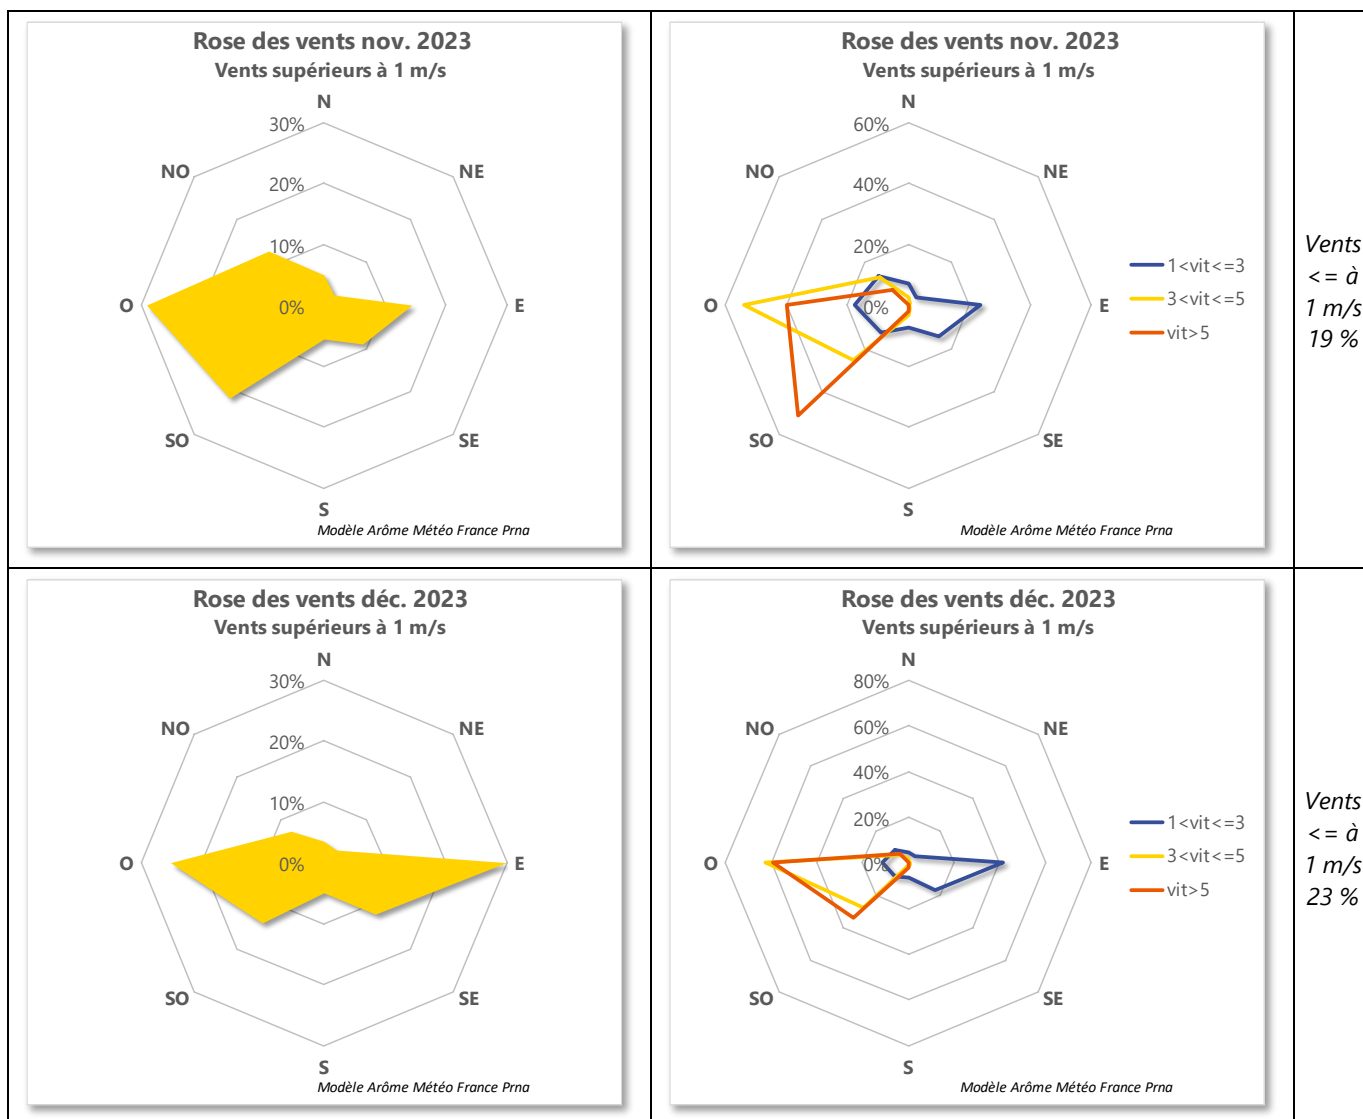 Rose des vents nov. 2023
Vents supérieurs à 1 m/s
N
30%
NO
NE
20%
10%
O
0%
E
SO
SE
S
Modèle Arôme Météo France Prna
Rose des vents nov. 2023
Vents supérieurs à 1 m/s
N
60%
NO
NE
40%
20%
O
0%
E
SO
SE
S
1<vit<=3
3<vit<=5
vit>5
Modèle Arôme Météo France Prna
Vents
<= à
1 m/s
19 %
Rose des vents déc. 2023
Vents supérieurs à 1 m/s
N
30%
NO
NE
20%
10%
O
0%
E
SO
SE
S
Modèle Arôme Météo France Prna
Rose des vents déc. 2023
Vents supérieurs à 1 m/s
N
80%
NO
NE
60%
40%
20%
O
0%
E
SO
SE
S
1<vit<=3
3<vit<=5
vit>5
Modèle Arôme Météo France Prna
Vents
<= à
1 m/s
23 %